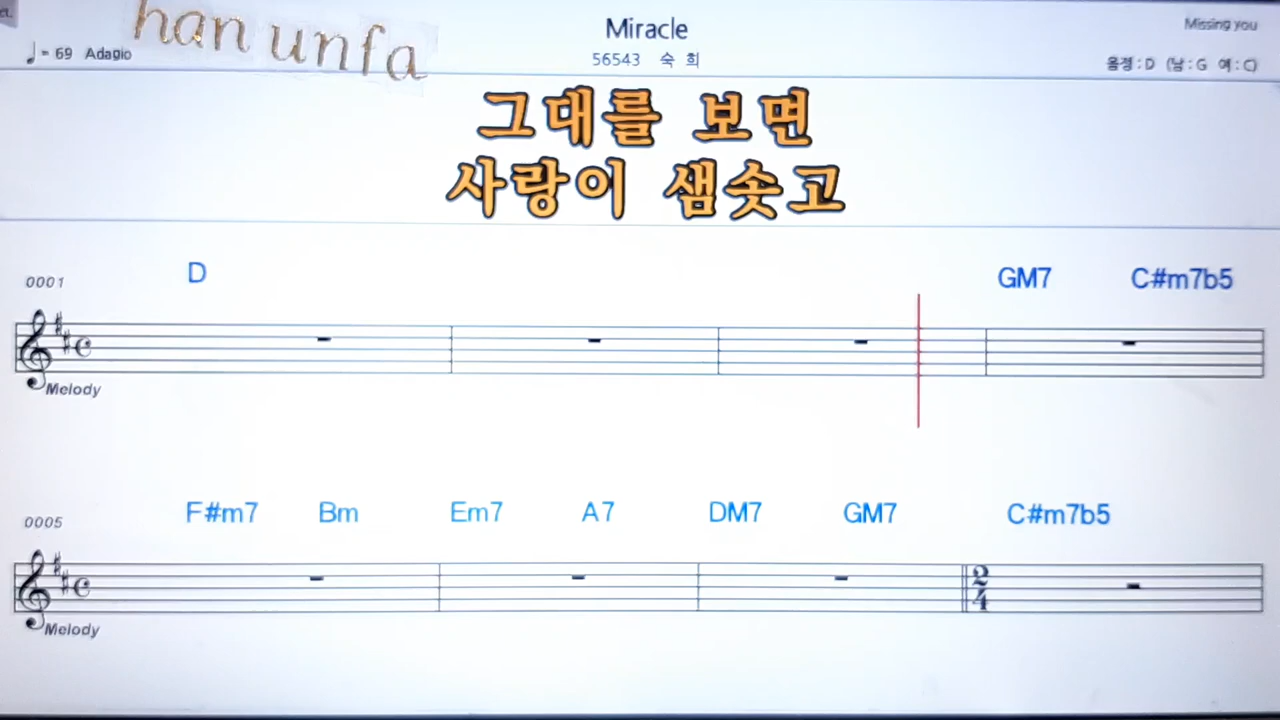 han unfa
Miracle
Missing you
♩= 69 Adagio
56543 숙 희
음정 : D (남 : G 여 : C)
그대를 보면
사랑이 샘솟고
0001 D GM7 C#m7b5
Melody
0005 F#m7 Bm Em7 A7 DM7 GM7 C#m7b5
2
4
Melody